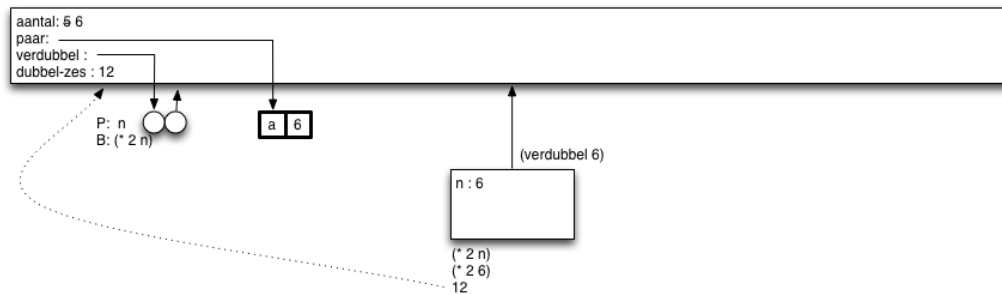 aantal: 5 6
paar:
verdubbel :
dubbel-zes : 12
P: n
B: (* 2 n)
a 6
(verdubbel 6)
n : 6
(* 2 n)
(* 2 6)
12